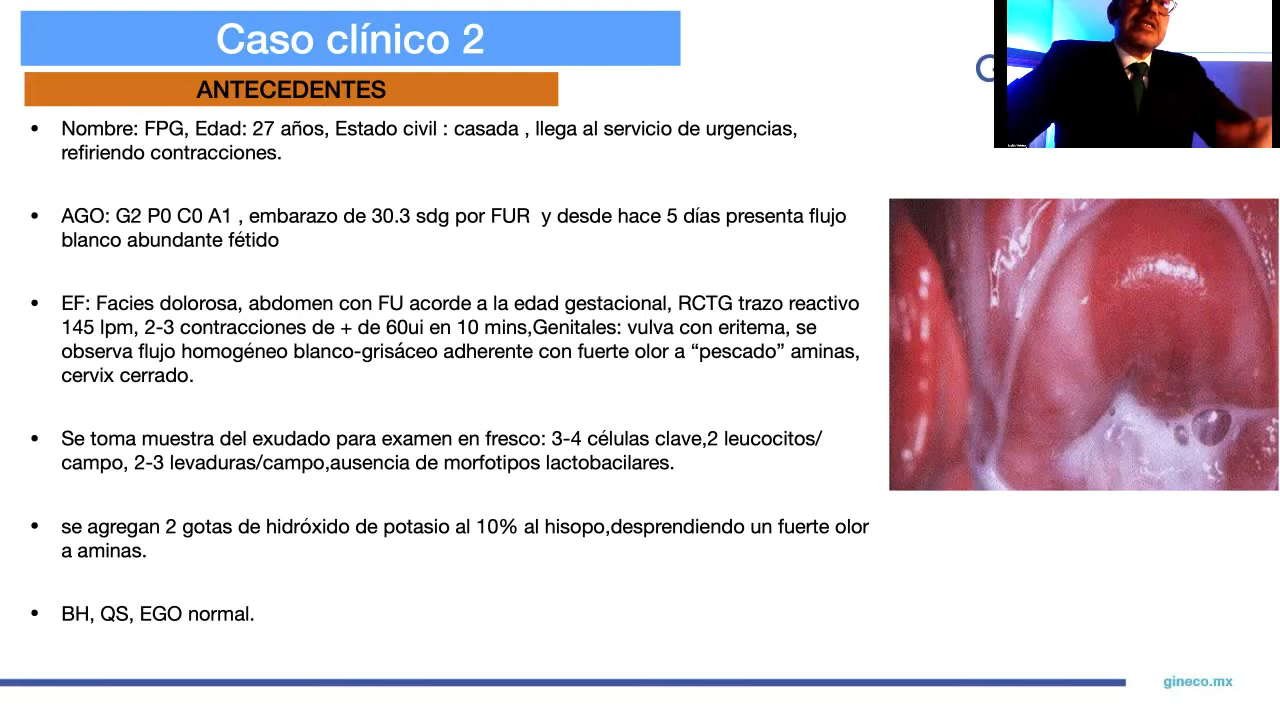 Caso clínico 2
ANTECEDENTES
• Nombre: FPG, Edad: 27 años, Estado civil : casada , llega al servicio de urgencias,
refiriendo contracciones.
• AGO: G2 P0 C0 A1 , embarazo de 30.3 sdg por FUR y desde hace 5 días presenta flujo
blanco abundante fétido
• EF: Facies dolorosa, abdomen con FU acorde a la edad gestacional, RCTG trazo reactivo
145 lpm, 2-3 contracciones de + de 60ui en 10 mins,Genitales: vulva con eritema, se
observa flujo homogéneo blanco-grisáceo adherente con fuerte olor a “pescado” aminas,
cervix cerrado.
• Se toma muestra del exudado para examen en fresco: 3-4 células clave,2 leucocitos/
campo, 2-3 levaduras/campo,ausencia de morfotipos lactobacilares.
• se agregan 2 gotas de hidróxido de potasio al 10% al hisopo,desprendiendo un fuerte olor
a aminas.
• BH, QS, EGO normal.
gineco.mx